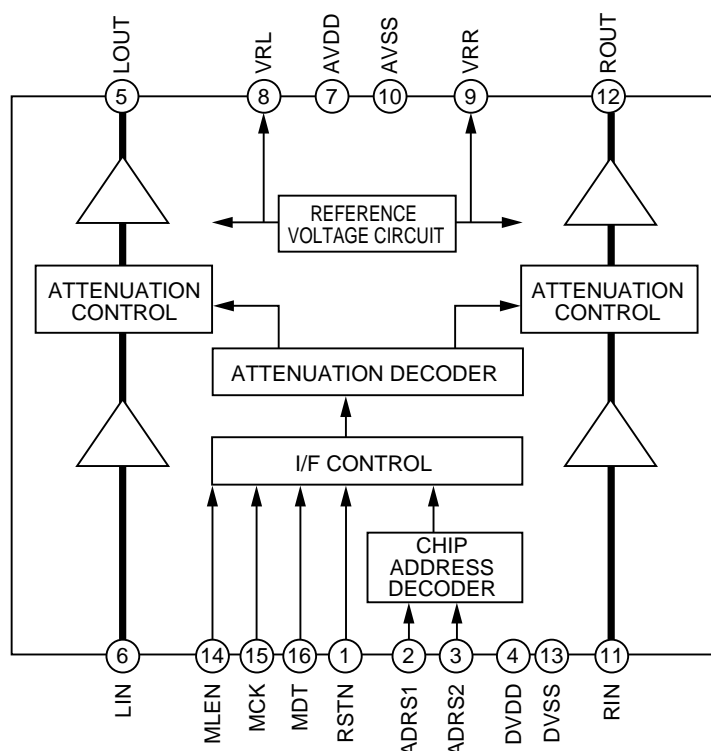 LOUT
VRL
AVDD
AVSS
VRR
ROUT
5
8
7
10
9
12
REFERENCE
VOLTAGE CIRCUIT
ATTENUATION
CONTROL
ATTENUATION
CONTROL
ATTENUATION DECODER
I/F CONTROL
CHIP
ADDRESS
DECODER
6
14
15
16
1
2
3
4
13
11
LIN
MLEN
MCK
MDT
RSTN
ADRS1
ADRS2
DVDD
DVSS
RIN